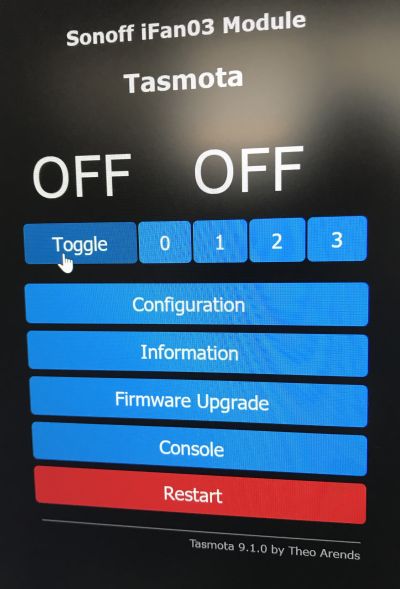 Sonoff iFan03 Module
Tasmota
OFF OFF
Toggle 0 1 2 3
Configuration
Information
Firmware Upgrade
Console
Restart
Tasmota 9.1.0 by Theo Arends